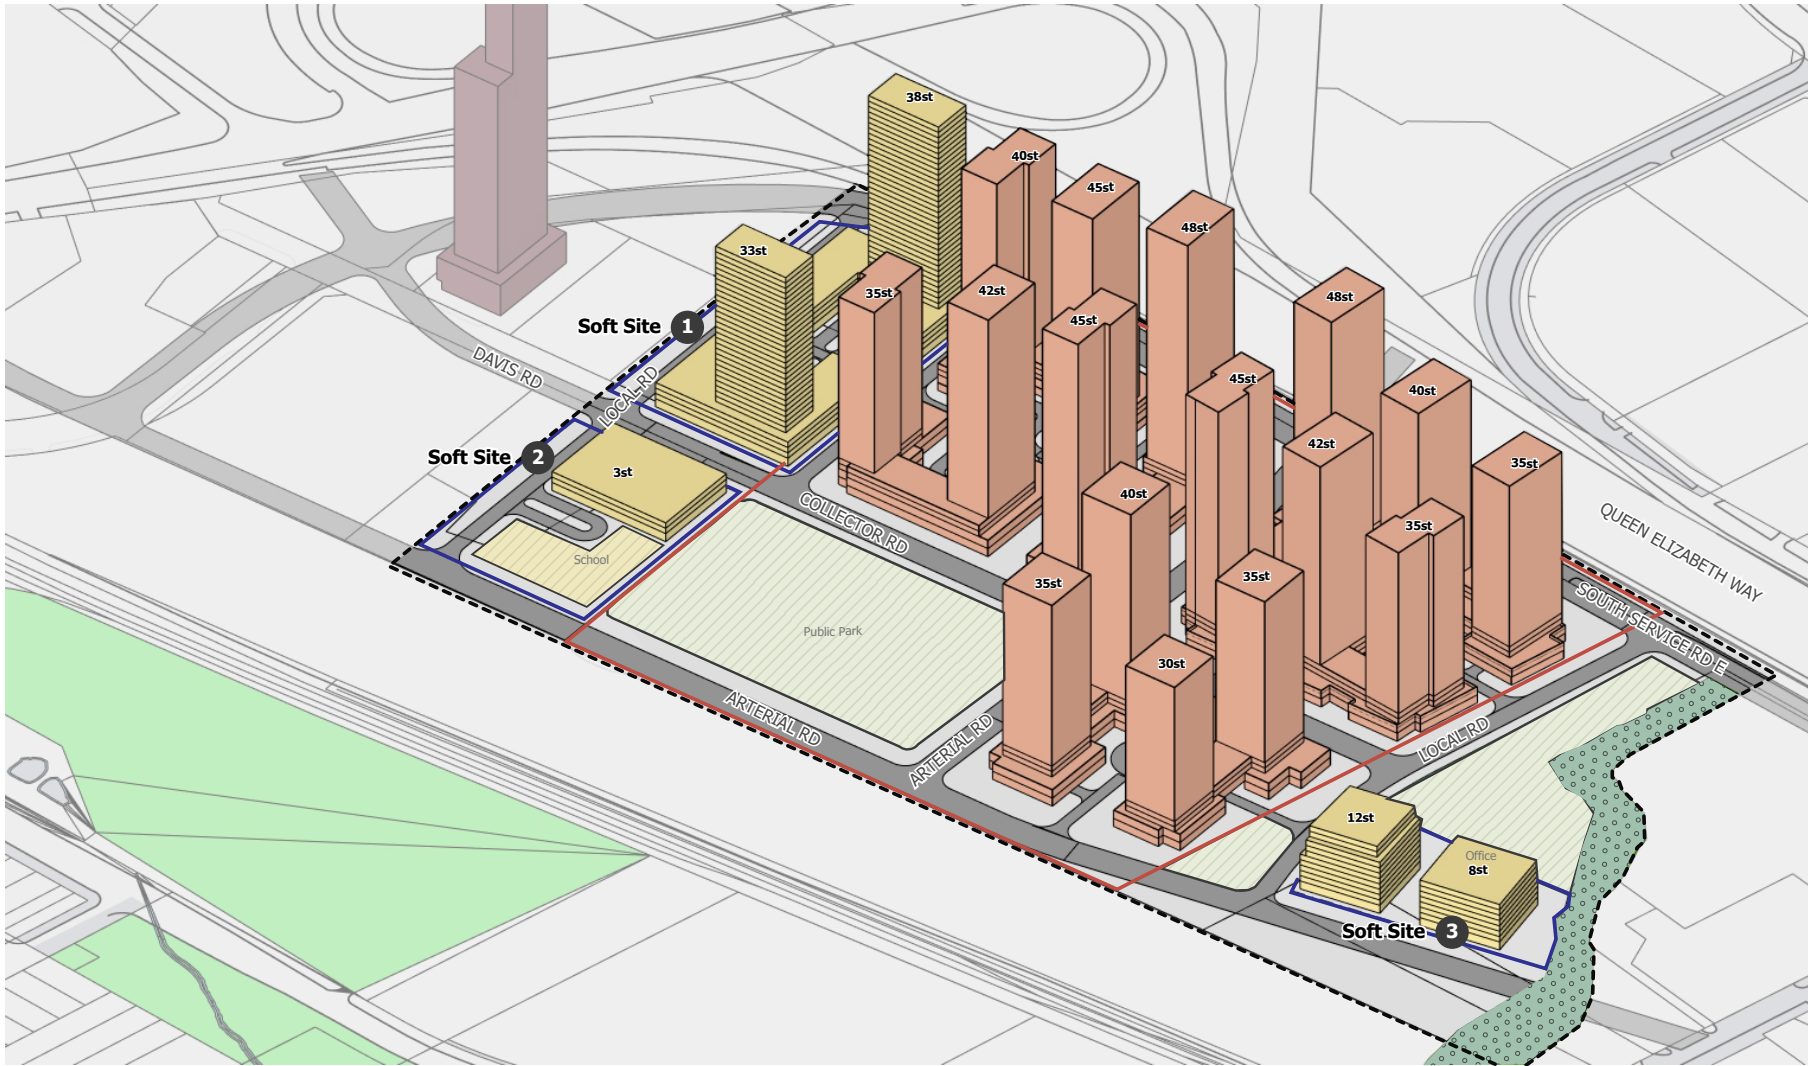 38st
40st
45st
48st
33st
35st
42st
45st
48st
Soft Site 1
DAVIS RD
LOCAL RD
45st
40st
42st
35st
Soft Site 2
3st
40st
COLLECTOR RD
35st
QUEEN ELIZABETH WAY
School
35st
35st
SOUTH SERVICE RD E
Public Park
30st
ARTERIAL RD
ARTERIAL RD
LOCAL RD
12st
Office
8st
Soft Site 3